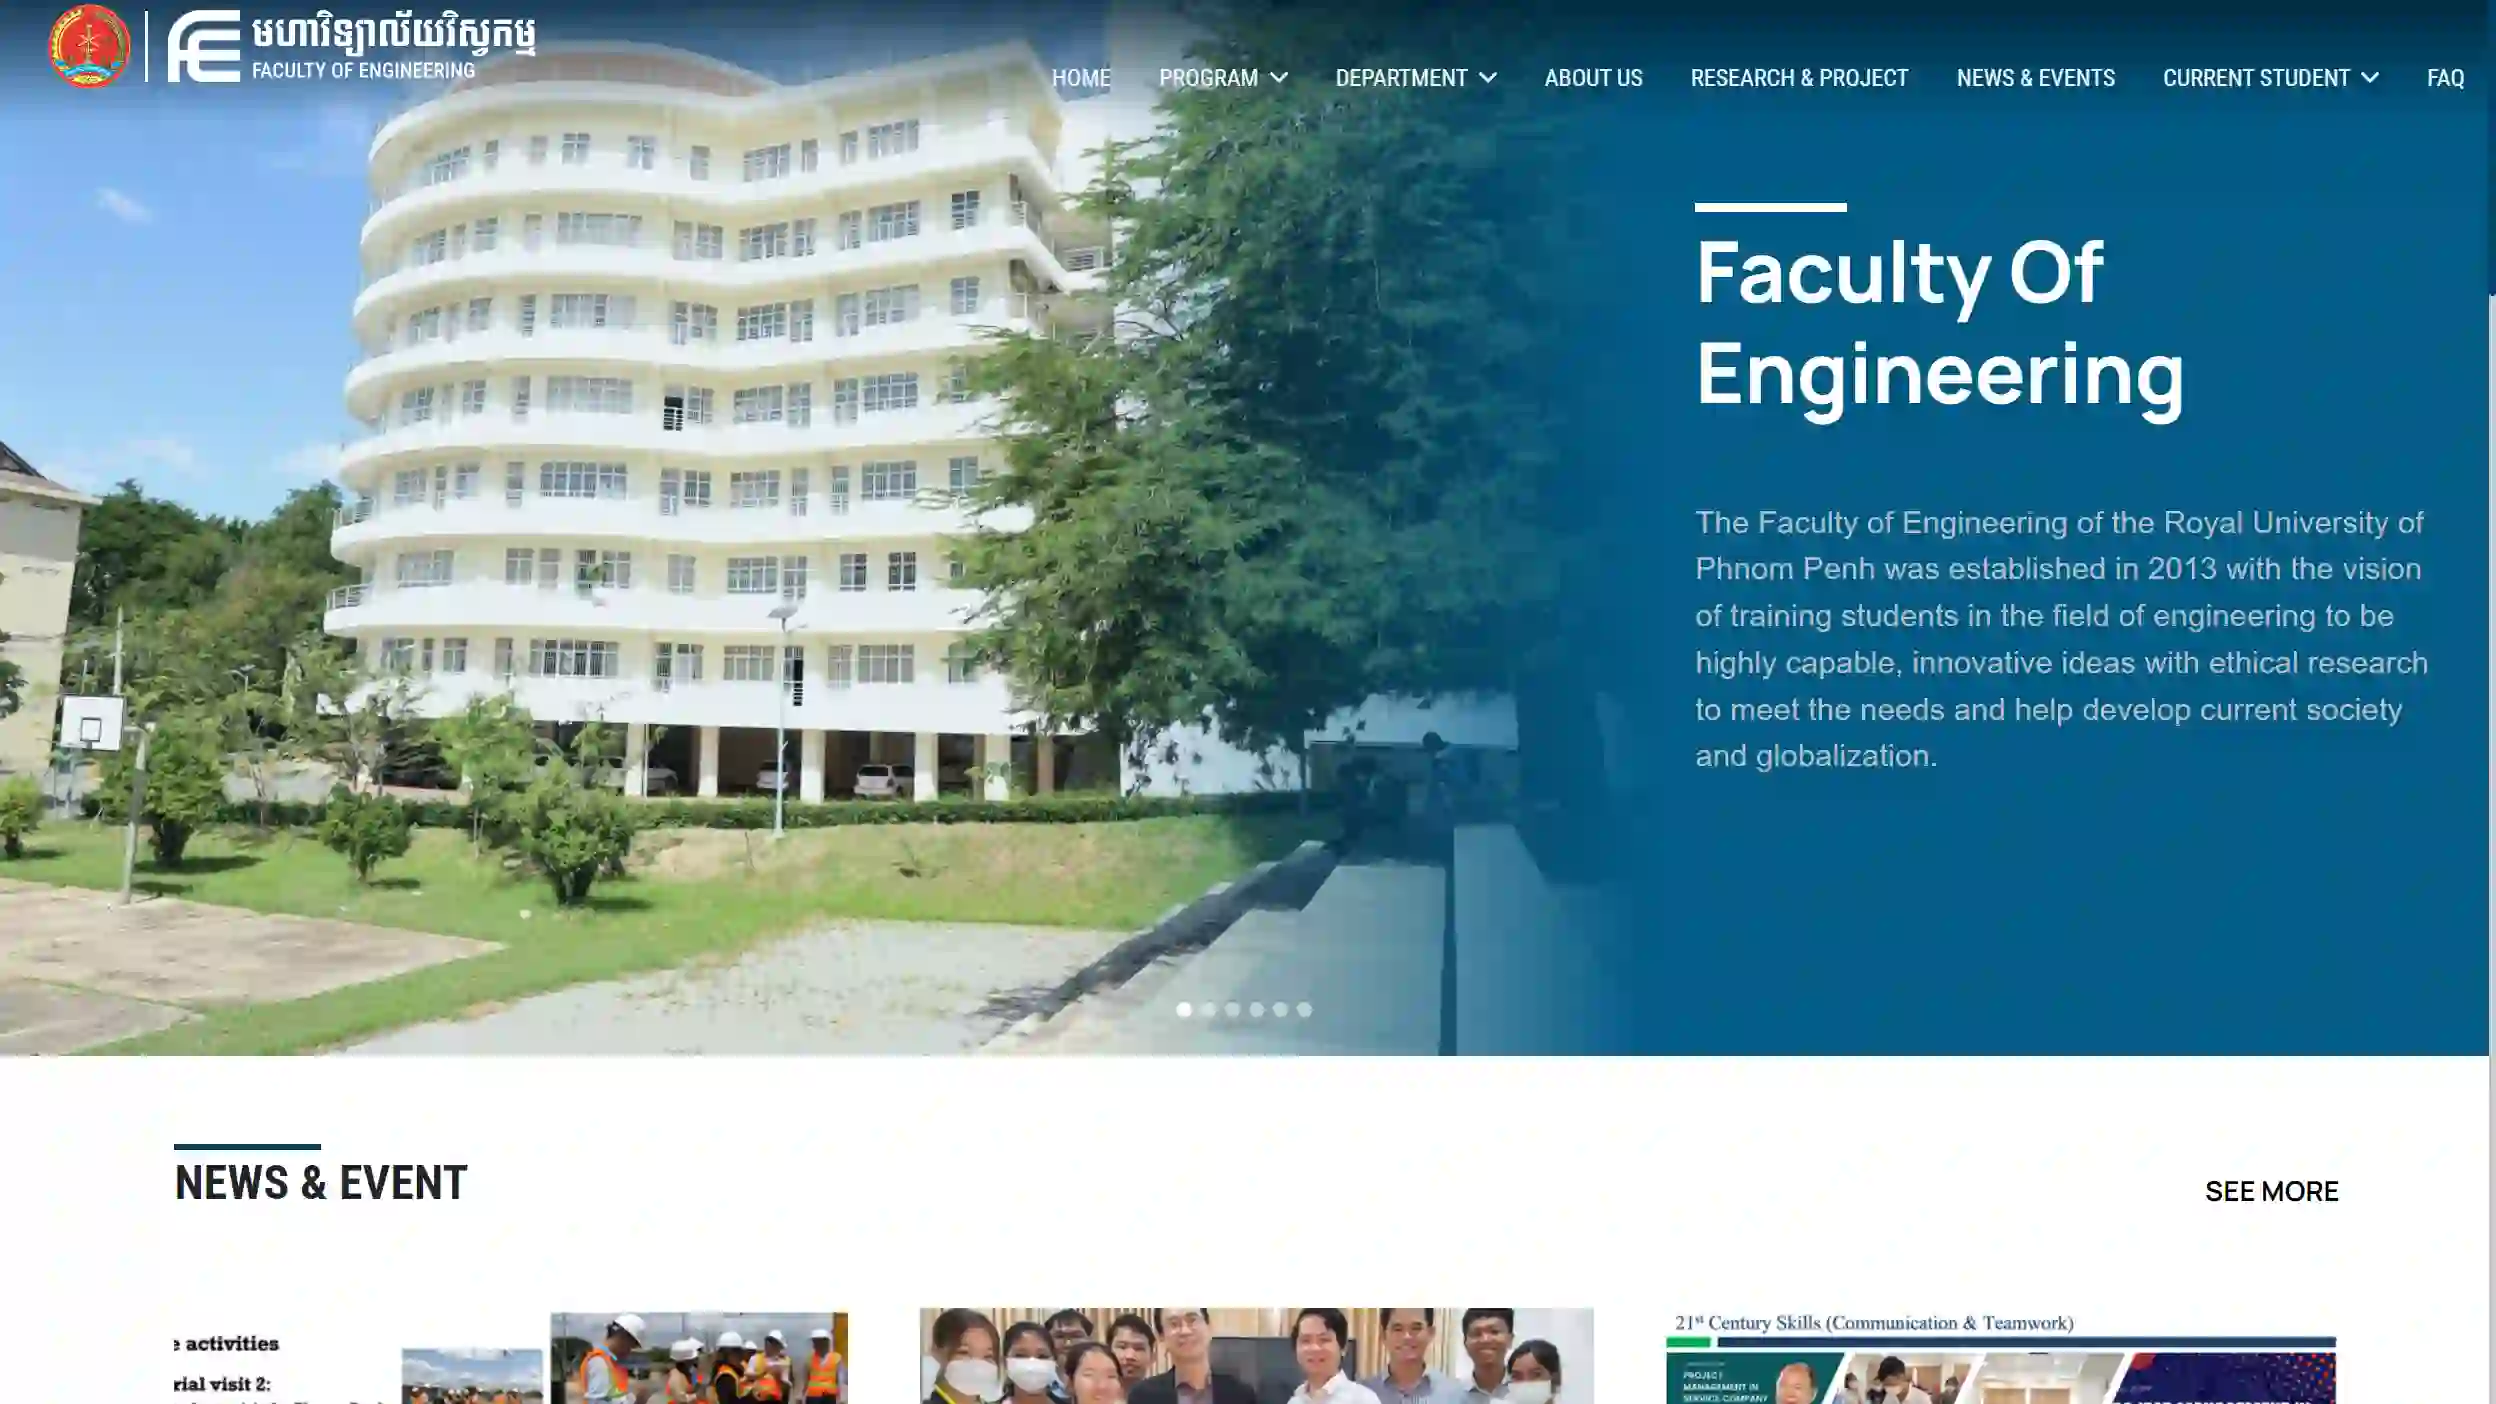 មហាវិទ្យាល័យវិស្វកម្ម
FACULTY OF ENGINEERING
HOME PROGRAM DEPARTMENT ABOUT US RESEARCH & PROJECT NEWS & EVENTS CURRENT STUDENT FAQ
Faculty Of
Engineering
The Faculty of Engineering of the Royal University of
Phnom Penh was established in 2013 with the vision
of training students in the field of engineering to be
highly capable, innovative ideas with ethical research
to meet the needs and help develop current society
and globalization.
NEWS & EVENT
SEE MORE
e activities
rial visit 2:
21st Century Skills (Communication & Teamwork)
PROJECT
MANAGEMENT IN
SERVICE COMPANY